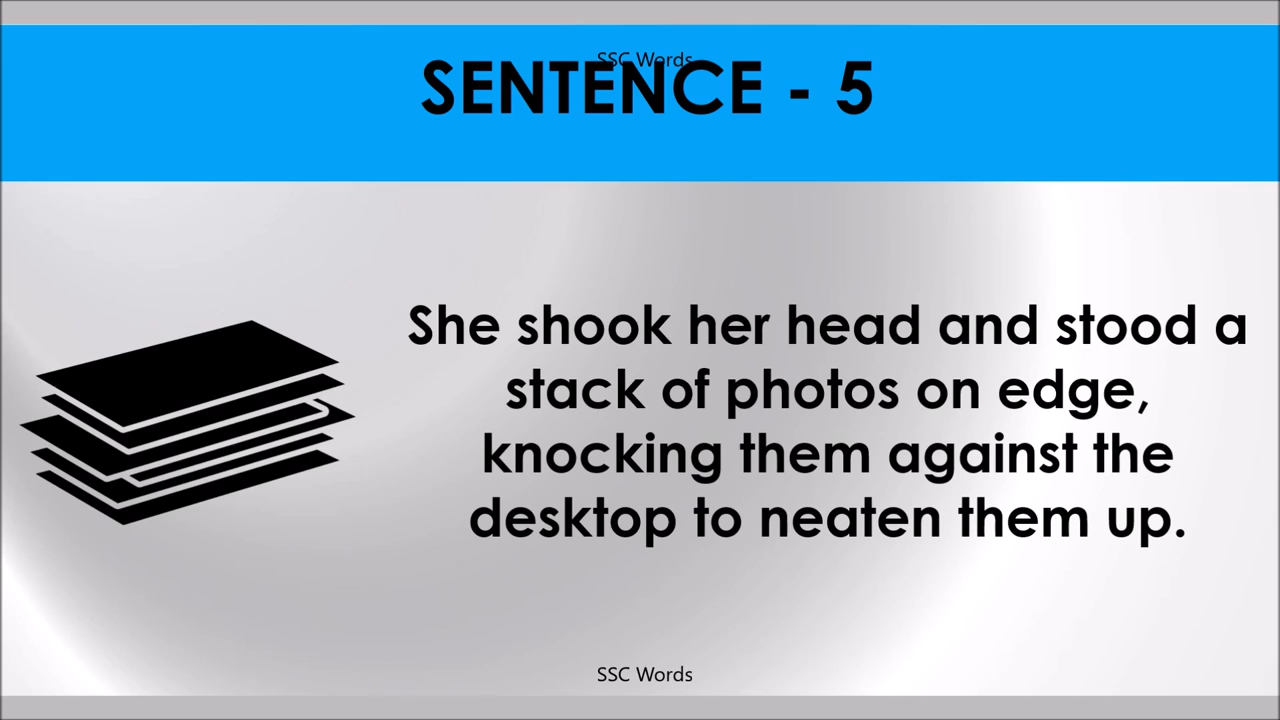 SSC Words
SENTENCE - 5
She shook her head and stood a
stack of photos on edge,
knocking them against the
desktop to neaten them up.
SSC Words